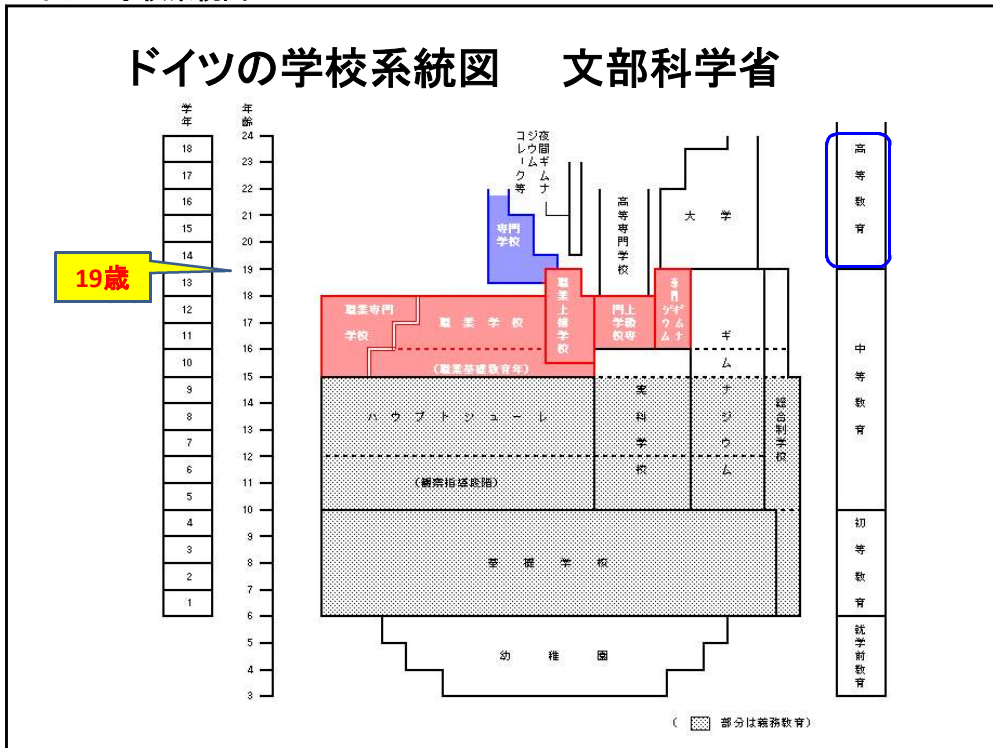 ドイツの学校系統図 文部科学省
学年
年齢
18
17
16
15
14
13
12
11
10
9
8
7
6
5
4
3
2
1
24
23
22
21
20
19
18
17
16
15
14
13
12
11
10
9
8
7
6
5
4
3
19歳
夜間ギムナジウム
コレーク等
専門学校
高等専門学校
大学
職業専門学校
職業学校
(職業基礎教育年)
職業上構学校
上級専門学校
専門ギムナジウム
ギムナジウム
ハウプトシューレ
(観察指導段階)
実科学校
総合制学校
基礎学校
幼稚園
高等教育
中等教育
初等教育
就学前教育
( 部分は義務教育)